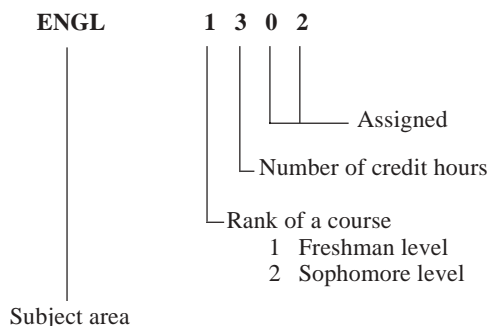 ENGL 1 3 0 2
Assigned
Number of credit hours
Rank of a course
1 Freshman level
2 Sophomore level
Subject area